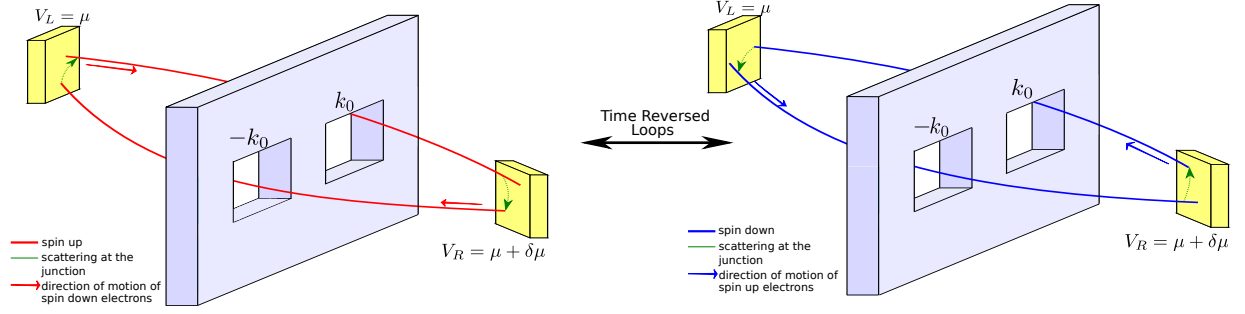 V_L = μ
k_0
−k_0
V_R = μ + δμ
spin up
scattering at the
junction
direction of motion of
spin down electrons
Time Reversed
Loops
V_L = μ
k_0
−k_0
V_R = μ + δμ
spin down
scattering at the
junction
direction of motion of
spin up electrons